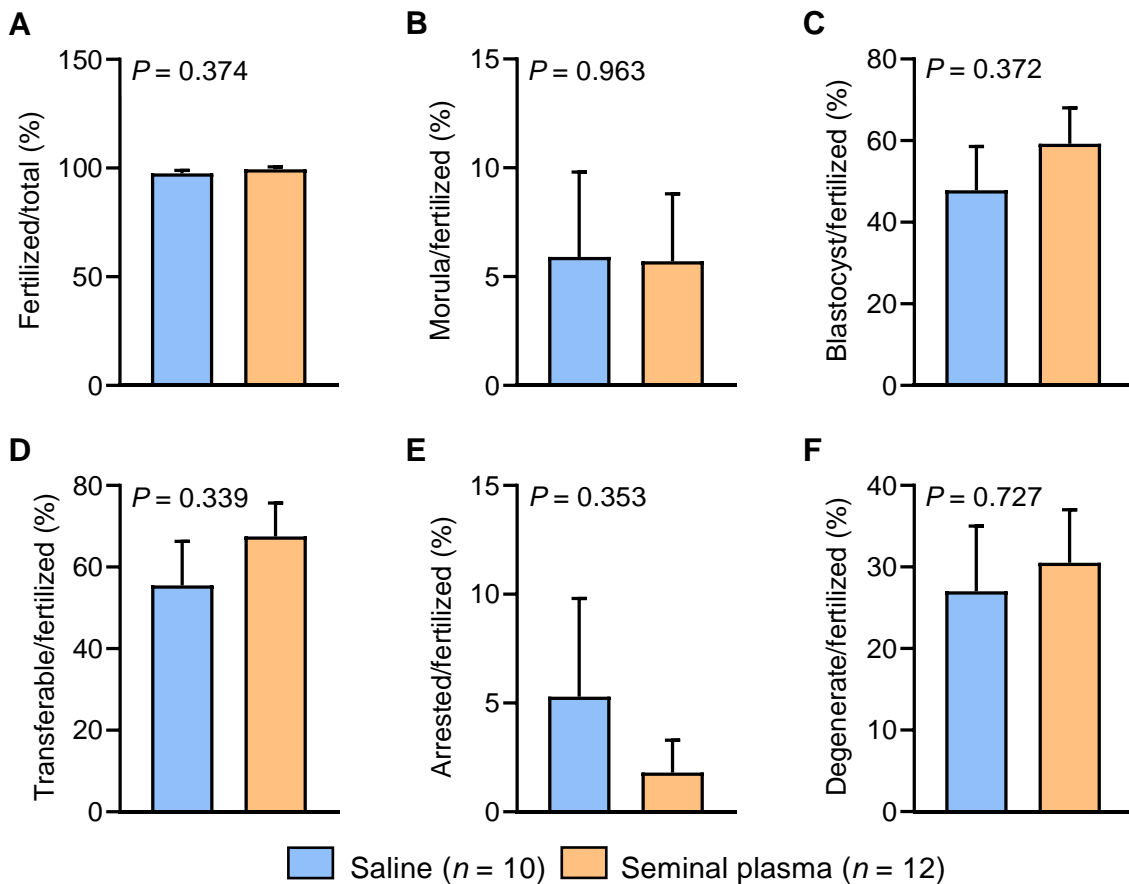 A
P = 0.374
Fertilized/total (%)
150
100
50
0
B
P = 0.963
Morula/fertilized (%)
15
10
5
0
C
P = 0.372
Blastocyst/fertilized (%)
80
60
40
20
0
D
P = 0.339
Transferable/fertilized (%)
80
60
40
20
0
E
P = 0.353
Arrested/fertilized (%)
15
10
5
0
F
P = 0.727
Degenerate/fertilized (%)
40
30
20
10
0
Saline (n = 10) Seminal plasma (n = 12)